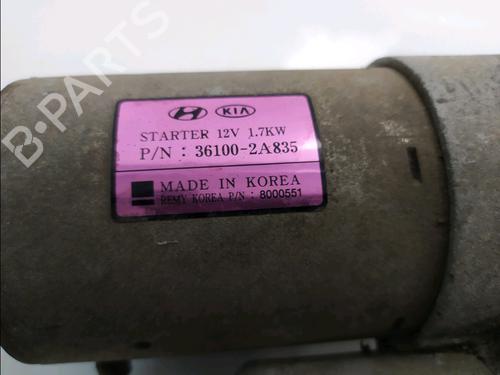 KIA
STARTER 12V 1.7KW
P/N : 36100-2A835
MADE IN KOREA
REMY KOREA P/N : 8000551
B-PARTS